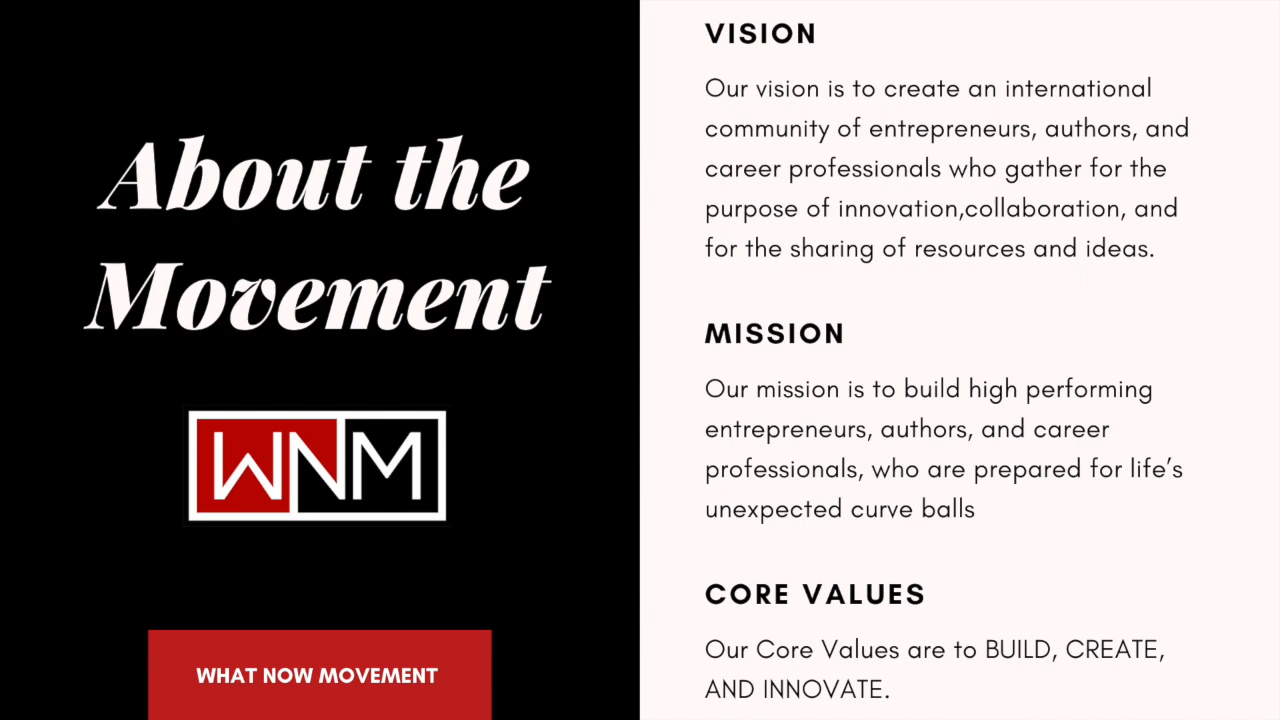 About the
Movement
WNM
WHAT NOW MOVEMENT
VISION
Our vision is to create an international
community of entrepreneurs, authors, and
career professionals who gather for the
purpose of innovation,collaboration, and
for the sharing of resources and ideas.
MISSION
Our mission is to build high performing
entrepreneurs, authors, and career
professionals, who are prepared for life’s
unexpected curve balls
CORE VALUES
Our Core Values are to BUILD, CREATE,
AND INNOVATE.